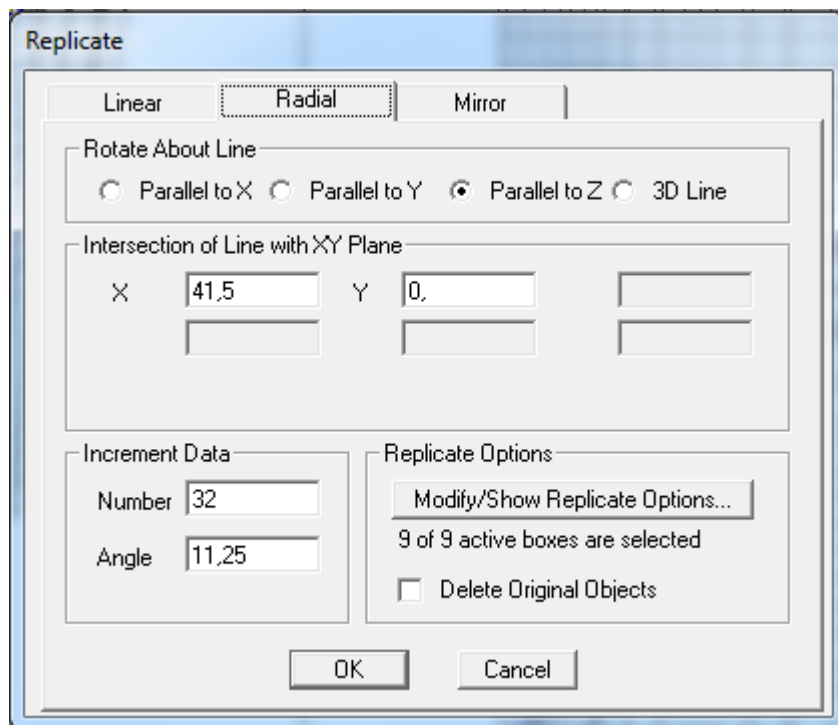 Replicate
Linear Radial Mirror
Rotate About Line
Parallel to X Parallel to Y Parallel to Z 3D Line
Intersection of Line with XY Plane
X 41,5 Y 0,
Increment Data
Number 32
Angle 11,25
Replicate Options
Modify/Show Replicate Options...
9 of 9 active boxes are selected
Delete Original Objects
OK Cancel